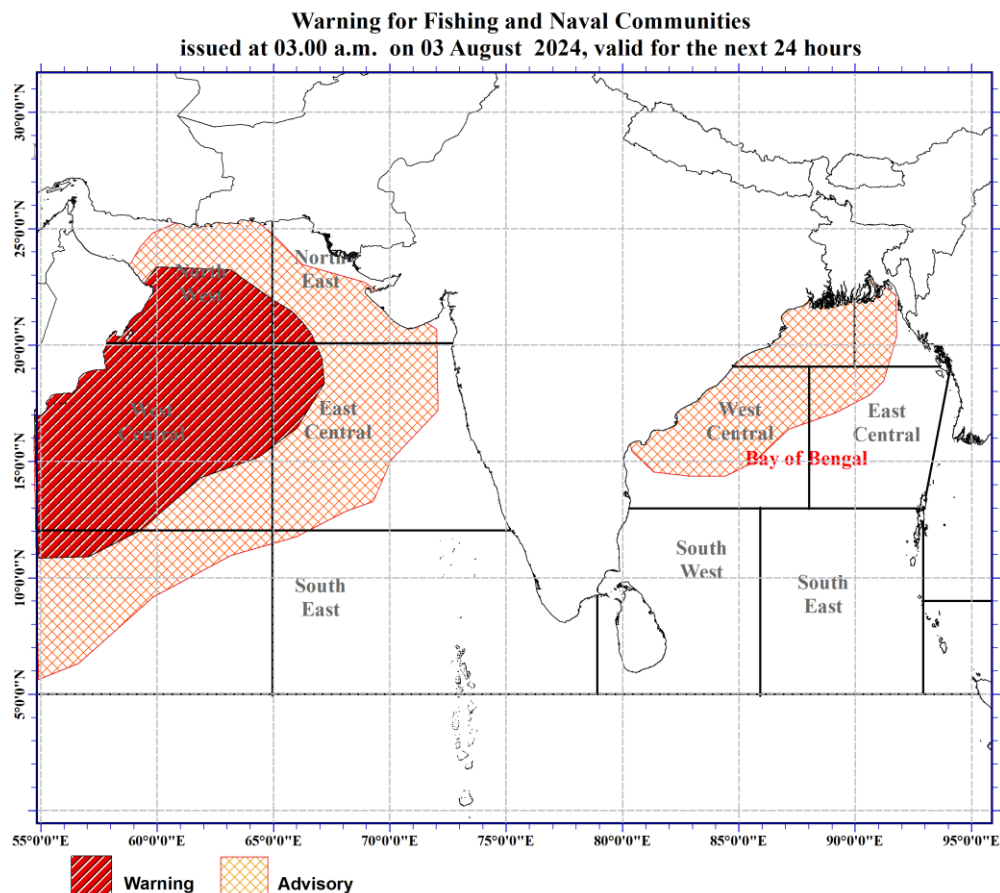 Warning for Fishing and Naval Communities
issued at 03.00 a.m. on 03 August 2024, valid for the next 24 hours
30°0'0"N
25°0'0"N
20°0'0"N
15°0'0"N
10°0'0"N
5°0'0"N
North
West
North
East
West
Central
East
Central
South
East
West
Central
East
Central
Bay of Bengal
South
West
South
East
55°0'0"E
60°0'0"E
65°0'0"E
70°0'0"E
75°0'0"E
80°0'0"E
85°0'0"E
90°0'0"E
95°0'0"E
Warning
Advisory